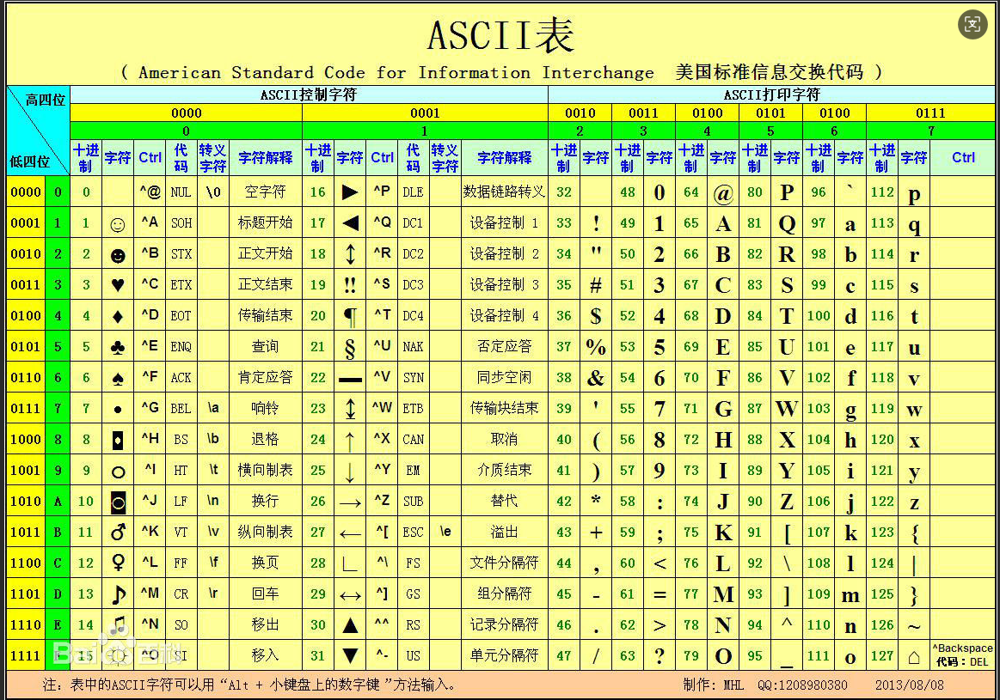 ASCII表
( American Standard Code for Information Interchange 美国标准信息交换代码 )
高四位 ASCII控制字符 ASCII打印字符
0000 0001 0010 0011 0100 0101 0100 0111
0 1 2 3 4 5 6 7
低四位 十进制 字符 Ctrl 代码 转义字符 字符解释 十进制 字符 Ctrl 代码 转义字符 字符解释 十进制 字符 十进制 字符 十进制 字符 十进制 字符 十进制 字符 十进制 字符 Ctrl
0000 0 0 ^@ NUL \0 空字符 16 ► ^P DLE 数据链路转义 32 48 0 64 @ 80 P 96 ` 112 p
0001 1 1 ☺ ^A SOH 标题开始 17 ◄ ^Q DC1 设备控制 1 33 ! 49 1 65 A 81 Q 97 a 113 q
0010 2 2 ☻ ^B STX 正文开始 18 ↕ ^R DC2 设备控制 2 34 " 50 2 66 B 82 R 98 b 114 r
0011 3 3 ♥ ^C ETX 正文结束 19 ‼ ^S DC3 设备控制 3 35 # 51 3 67 C 83 S 99 c 115 s
0100 4 4 ♦ ^D EOT 传输结束 20 ¶ ^T DC4 设备控制 4 36 $ 52 4 68 D 84 T 100 d 116 t
0101 5 5 ♣ ^E ENQ 查询 21 § ^U NAK 否定应答 37 % 53 5 69 E 85 U 101 e 117 u
0110 6 6 ♠ ^F ACK 肯定应答 22 ▬ ^V SYN 同步空闲 38 & 54 6 70 F 86 V 102 f 118 v
0111 7 7 • ^G BEL \a 响铃 23 ↨ ^W ETB 传输块结束 39 ' 55 7 71 G 87 W 103 g 119 w
1000 8 8 ◘ ^H BS \b 退格 24 ↑ ^X CAN 取消 40 ( 56 8 72 H 88 X 104 h 120 x
1001 9 9 ○ ^I HT \t 横向制表 25 ↓ ^Y EM 介质结束 41 ) 57 9 73 I 89 Y 105 i 121 y
1010 A 10 ◙ ^J LF \n 换行 26 → ^Z SUB 替代 42 * 58 : 74 J 90 Z 106 j 122 z
1011 B 11 ♂ ^K VT \v 纵向制表 27 ← ^[ ESC \e 溢出 43 + 59 ; 75 K 91 [ 107 k 123 {
1100 C 12 ♀ ^L FF \f 换页 28 ∟ ^\ FS 文件分隔符 44 , 60 < 76 L 92 \ 108 l 124 |
1101 D 13 ♪ ^M CR \r 回车 29 ↔ ^] GS 组分隔符 45 - 61 = 77 M 93 ] 109 m 125 }
1110 E 14 ♫ ^N SO 移出 30 ▲ ^^ RS 记录分隔符 46 . 62 > 78 N 94 ^ 110 n 126 ~
1111 15 ☼ ^O SI 移入 31 ▼ ^- US 单元分隔符 47 / 63 ? 79 O 95 _ 111 o 127 ⌂ ^Backspace 代码：DEL
Bai 百科
注：表中的ASCII字符可以用“Alt + 小键盘上的数字键”方法输入。 制作: MHL QQ:1208980380 2013/08/08